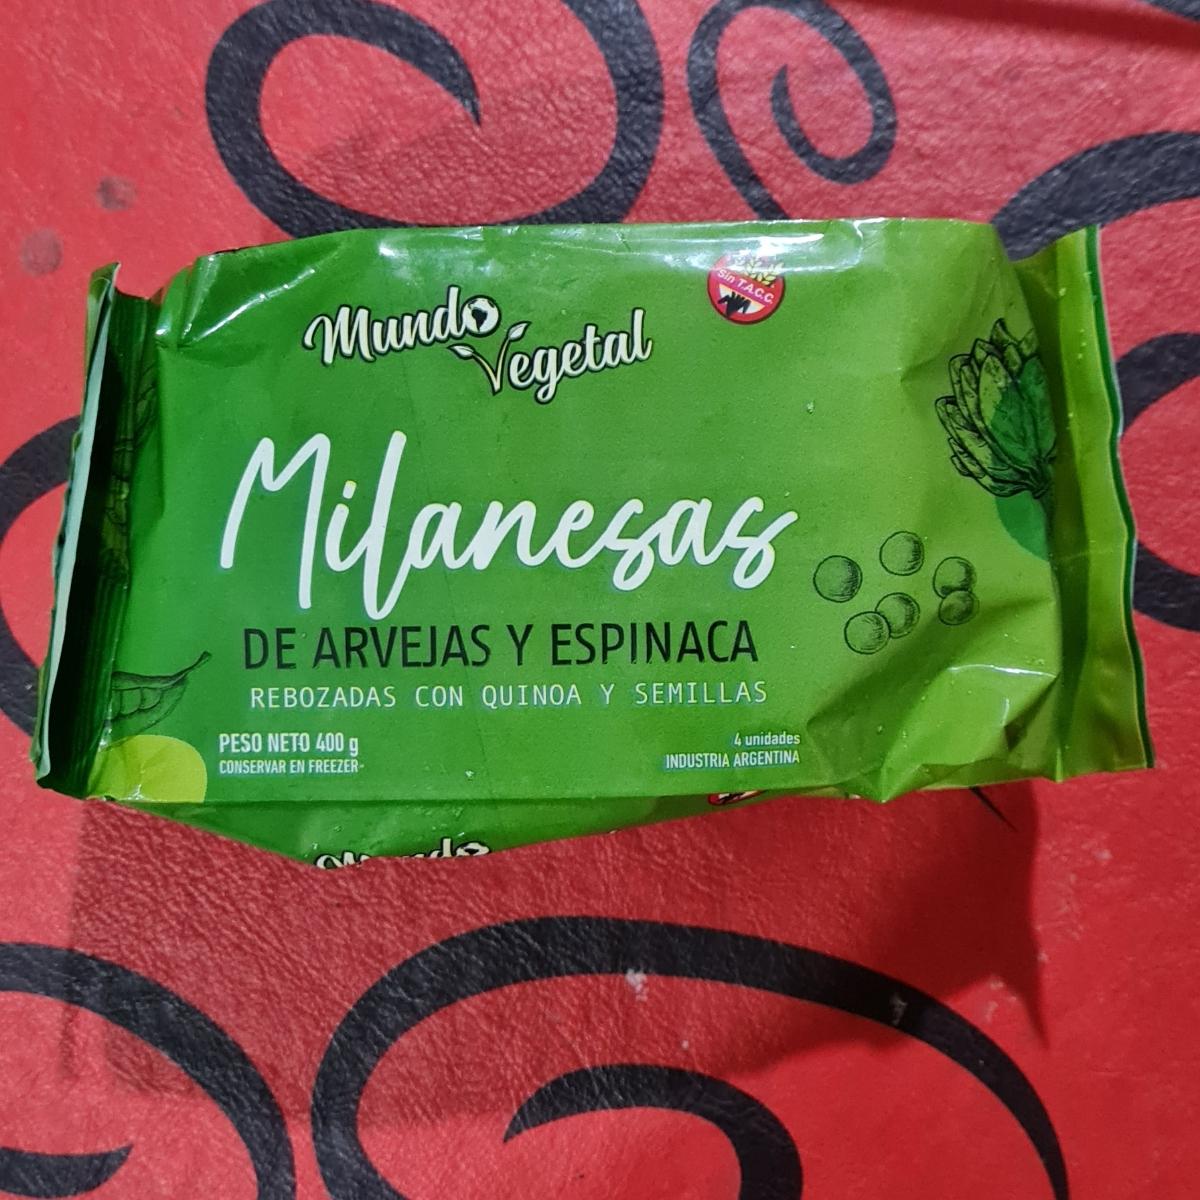 Mundo
Vegetal
Sin T.A.C.C.
Milanesas
DE ARVEJAS Y ESPINACA
REBOZADAS CON QUINOA Y SEMILLAS
PESO NETO 400 g
CONSERVAR EN FREEZER-
4 unidades
INDUSTRIA ARGENTINA
Mundo